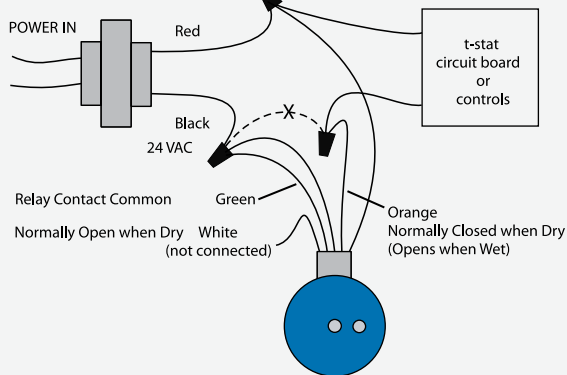 POWER IN
Red
t-stat
circuit board
or
controls
Black
24 VAC
X
Relay Contact Common
Green
Orange
Normally Closed when Dry
(Opens when Wet)
Normally Open when Dry
White
(not connected)